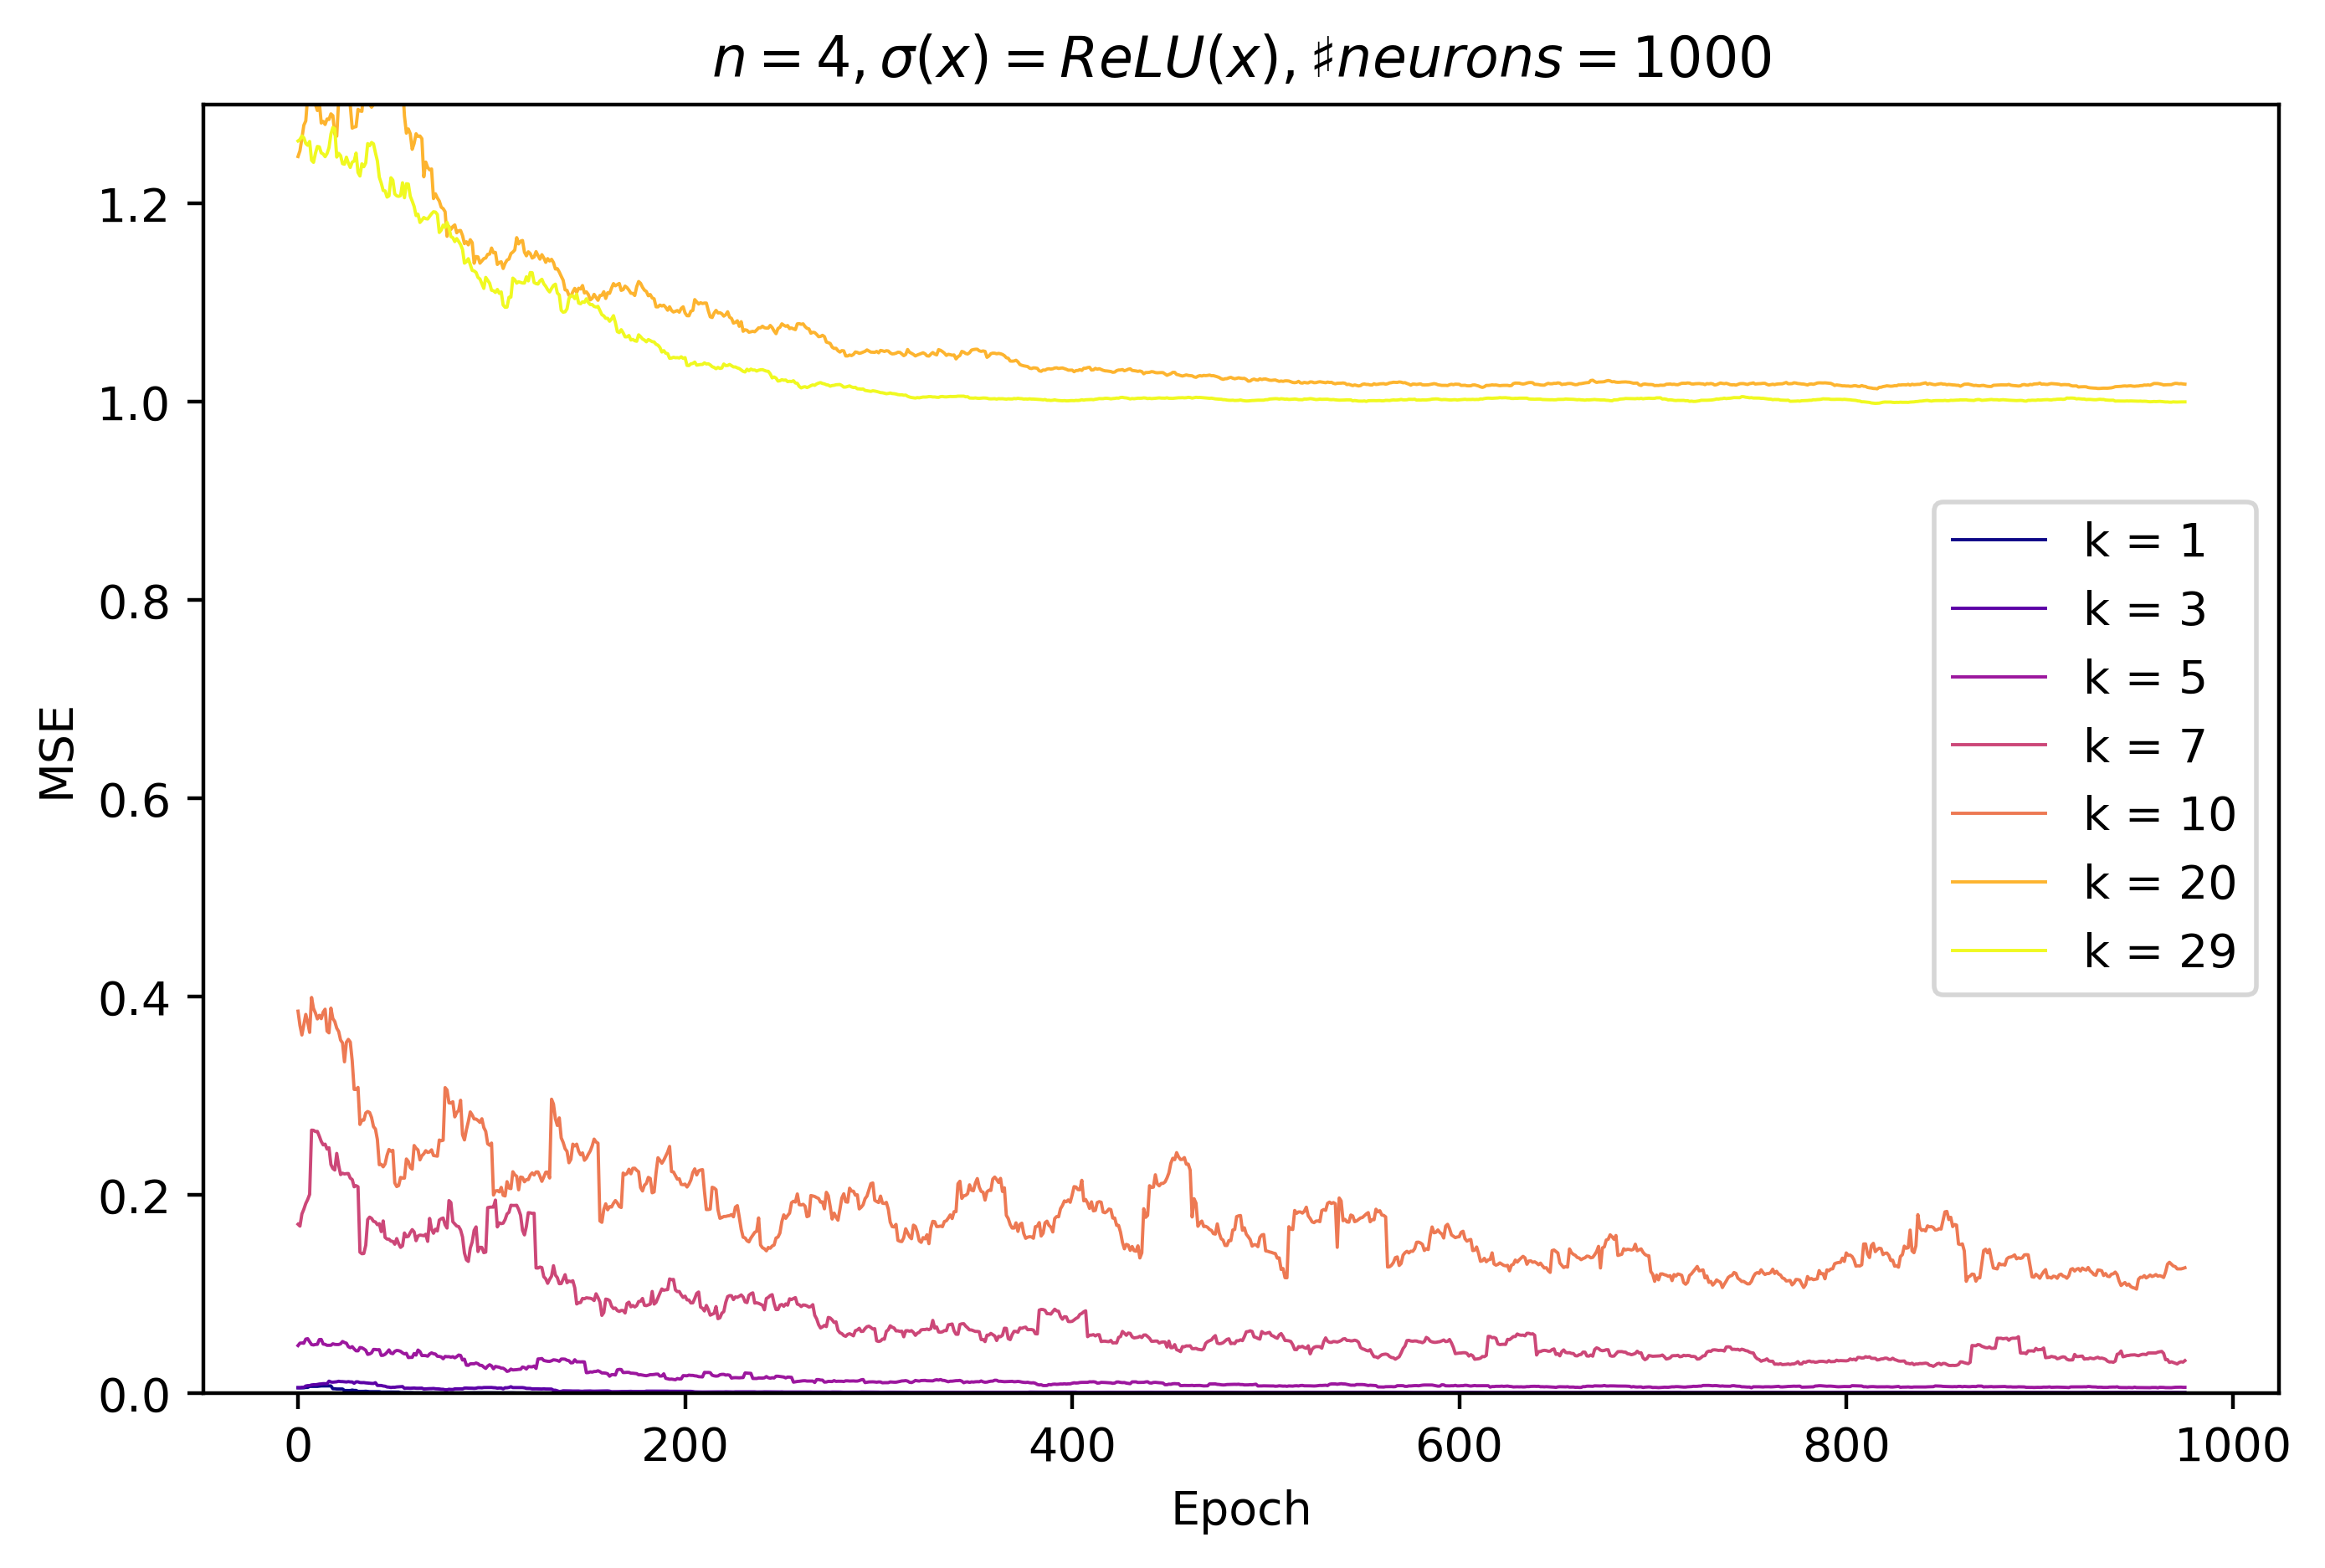 n = 4, σ(x) = ReLU(x), ♯neurons = 1000
MSE
1.2
1.0
0.8
0.6
0.4
0.2
0.0
k = 1
k = 3
k = 5
k = 7
k = 10
k = 20
k = 29
0 200 400 600 800 1000
Epoch